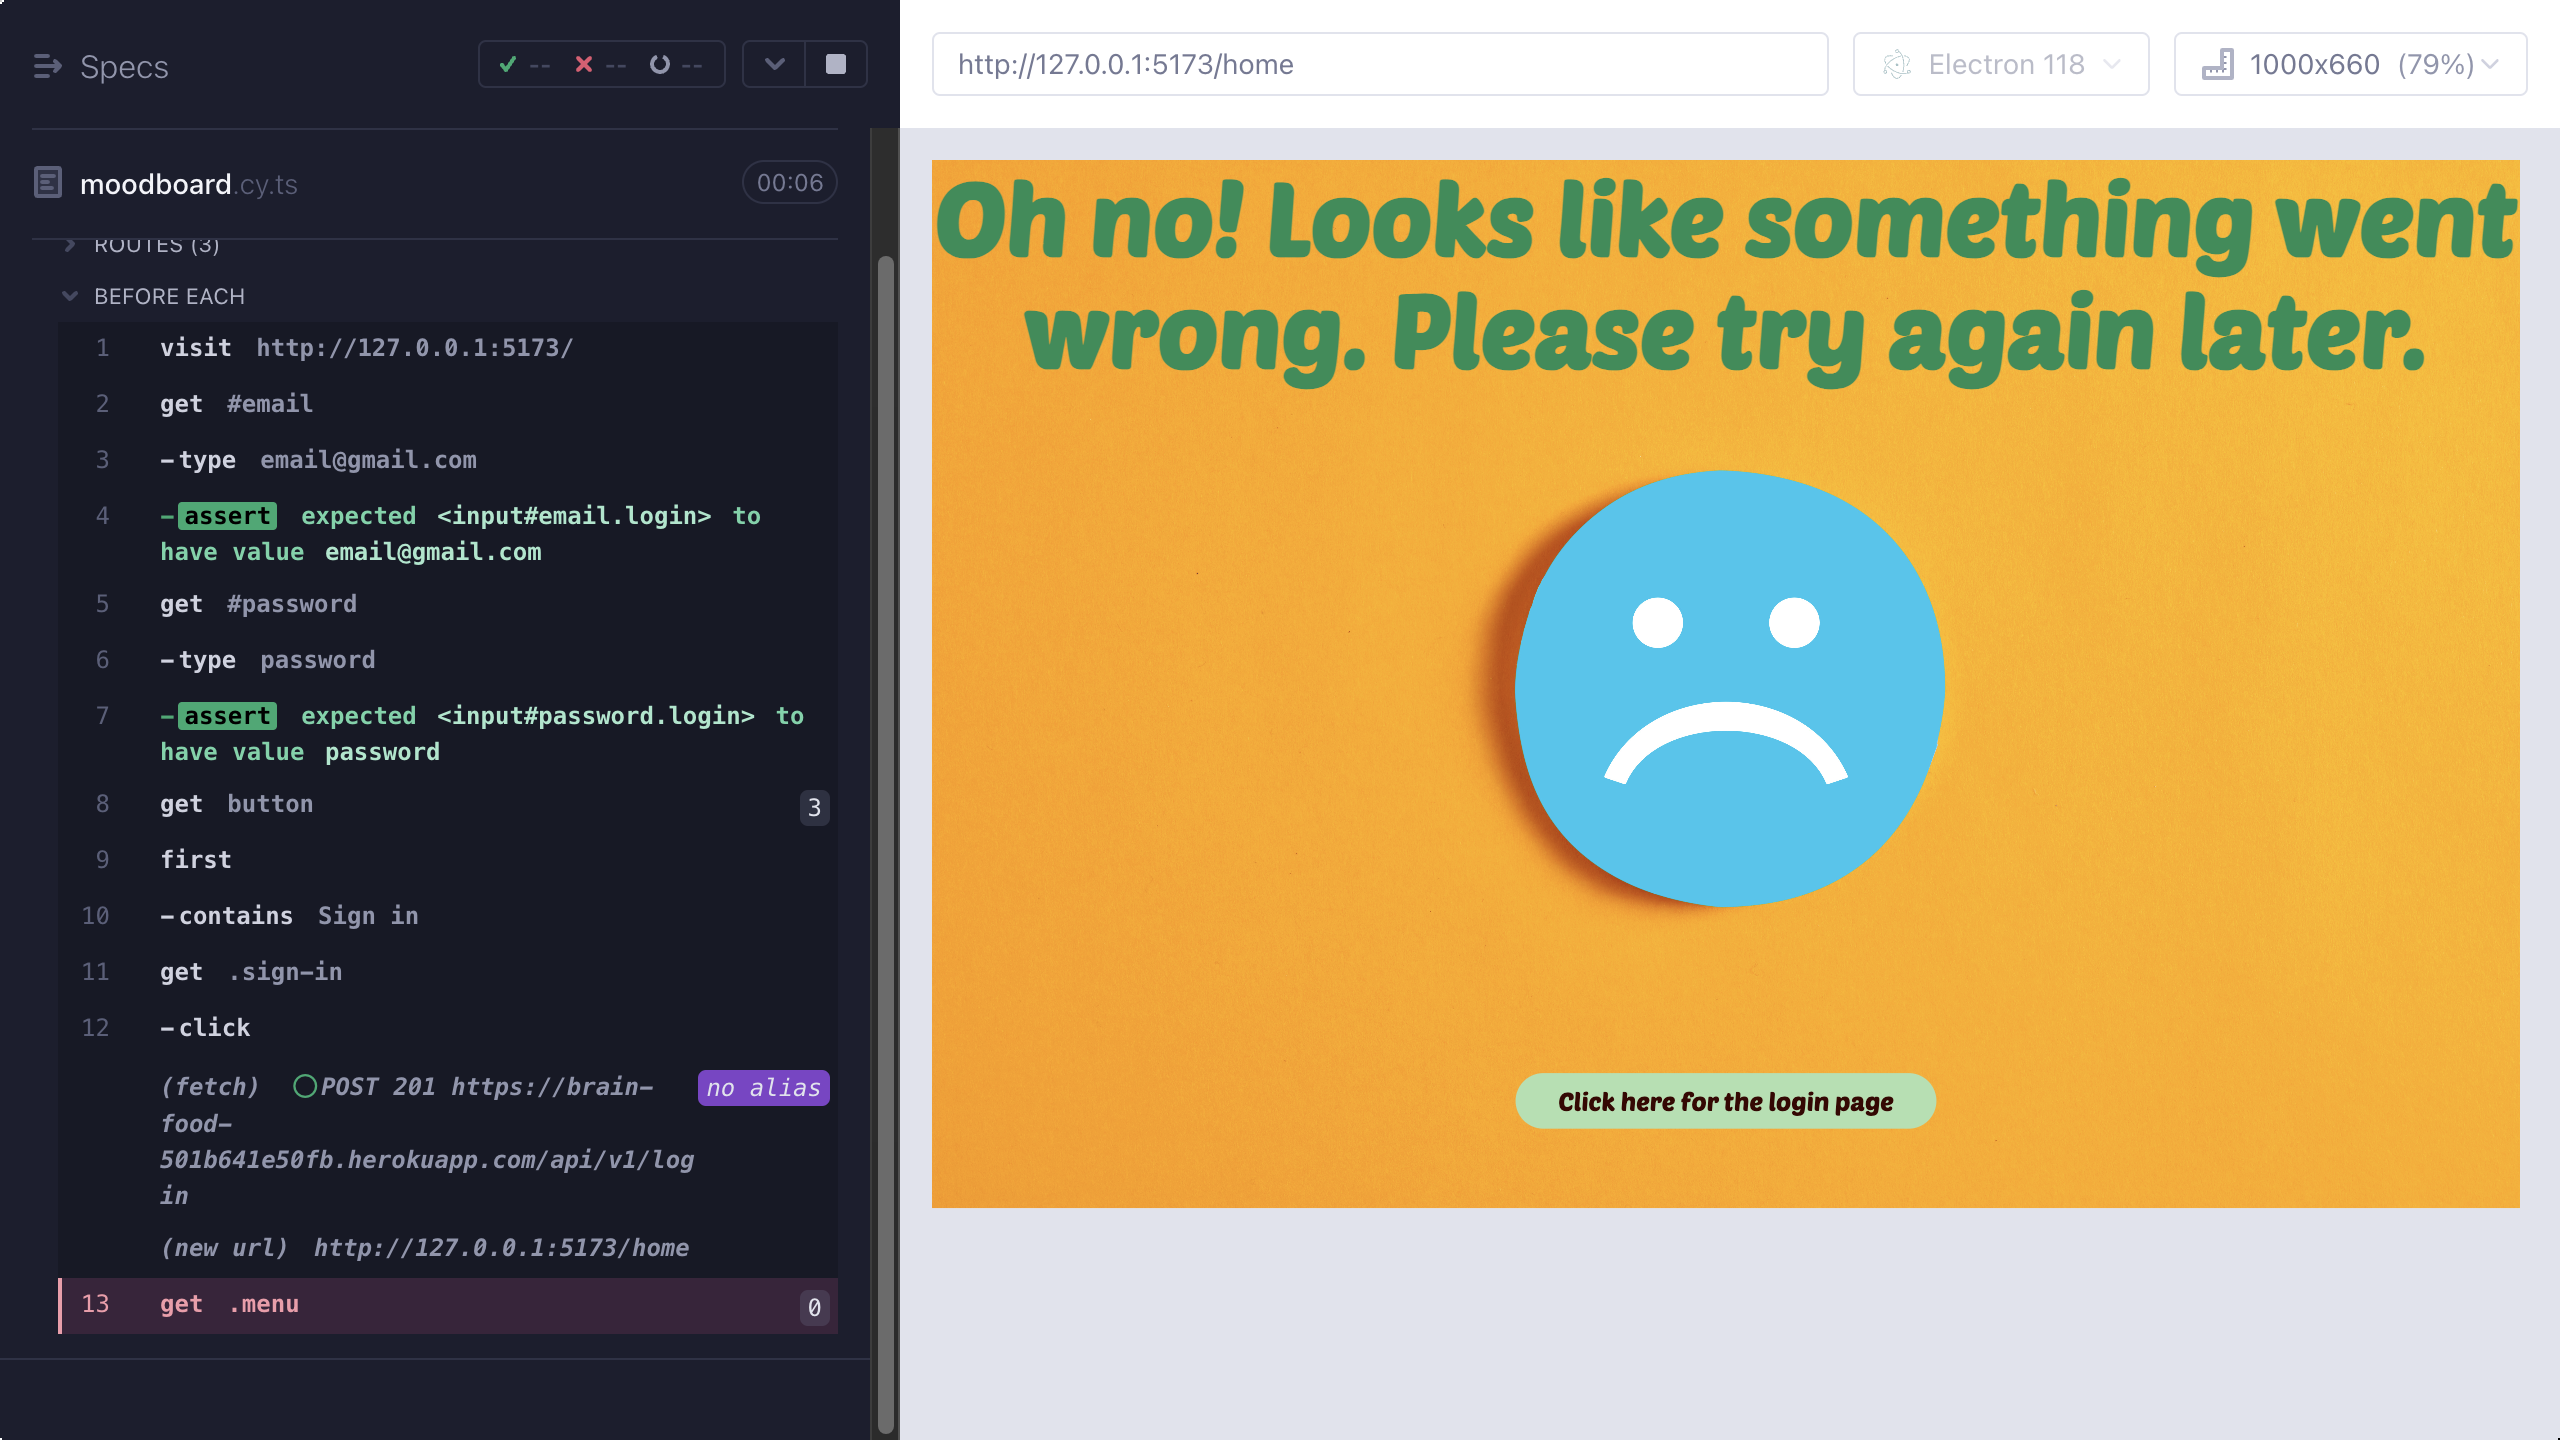 Specs
-- -- --
moodboard.cy.ts 00:06
ROUTES (3)
BEFORE EACH
1 visit http://127.0.0.1:5173/
2 get #email
3 -type email@gmail.com
4 -assert expected <input#email.login> to
have value email@gmail.com
5 get #password
6 -type password
7 -assert expected <input#password.login> to
have value password
8 get button 3
9 first
10 -contains Sign in
11 get .sign-in
12 -click
(fetch) POST 201 https://brain- no alias
food-
501b641e50fb.herokuapp.com/api/v1/log
in
(new url) http://127.0.0.1:5173/home
13 get .menu 0
http://127.0.0.1:5173/home
Electron 118
1000x660 (79%)
Oh no! Looks like something went
wrong. Please try again later.
Click here for the login page